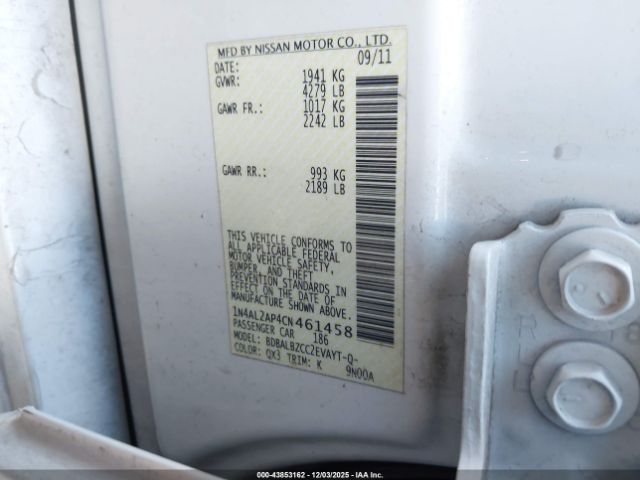 MFD BY NISSAN MOTOR CO., LTD.
DATE: 09/11
GVWR: 1941 KG
4279 LB
GAWR FR.: 1017 KG
2242 LB
GAWR RR.: 993 KG
2189 LB
THIS VEHICLE CONFORMS TO
ALL APPLICABLE FEDERAL
MOTOR VEHICLE SAFETY,
BUMPER, AND THEFT
PREVENTION STANDARDS IN
EFFECT ON THE DATE OF
MANUFACTURE SHOWN ABOVE.
1N4AL2AP4CN461458
PASSENGER CAR 186
MODEL: BDBALBZCC2EVAYT-Q-
COLOR: QX3 TRIM: K 9N00A
R
000-43853162 - 12/03/2025 - IAA Inc.